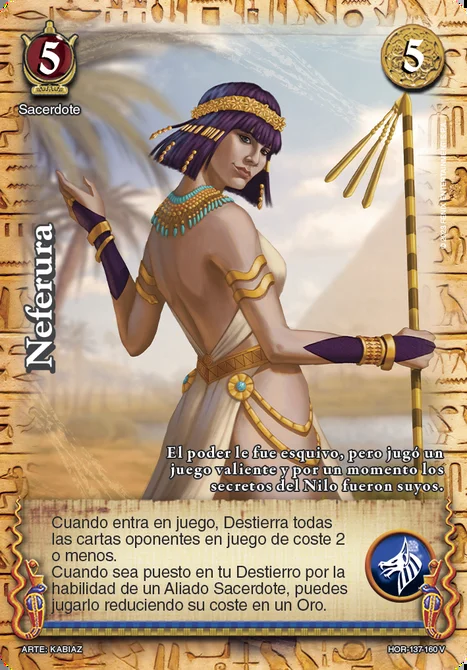 5
5
Sacerdote
Neferura
El poder le fue esquivo, pero jugó un
juego valiente y por un momento los
secretos del Nilo fueron suyos.
Cuando entra en juego, Destierra todas
las cartas oponentes en juego de coste 2
o menos.
Cuando sea puesto en tu Destierro por la
habilidad de un Aliado Sacerdote, puedes
jugarlo reduciendo su coste en un Oro.
ARTE: KABIAZ
HOR-137-160 V